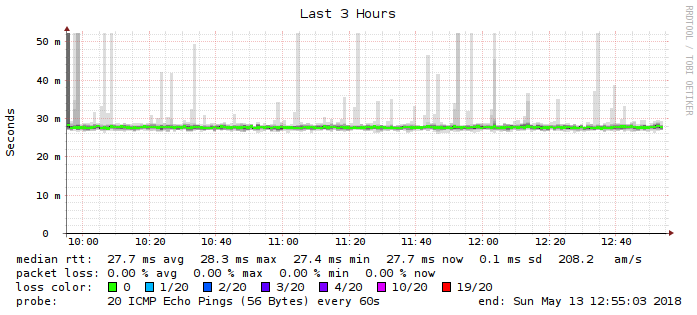 Last 3 Hours
RRDTOOL / TOBI OETIKER
Seconds
50 m
40 m
30 m
20 m
10 m
0
10:00 10:20 10:40 11:00 11:20 11:40 12:00 12:20 12:40
median rtt: 27.7 ms avg 28.3 ms max 27.4 ms min 27.7 ms now 0.1 ms sd 208.2 am/s
packet loss: 0.00 % avg 0.00 % max 0.00 % min 0.00 % now
loss color: 0 1/20 2/20 3/20 4/20 10/20 19/20
probe: 20 ICMP Echo Pings (56 Bytes) every 60s end: Sun May 13 12:55:03 2018